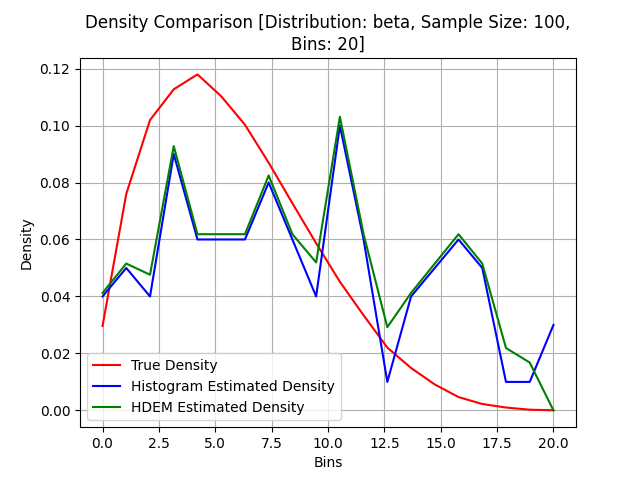 Density Comparison [Distribution: beta, Sample Size: 100,
Bins: 20]
Density
0.12
0.10
0.08
0.06
0.04
0.02
0.00
True Density
Histogram Estimated Density
HDEM Estimated Density
0.0 2.5 5.0 7.5 10.0 12.5 15.0 17.5 20.0
Bins